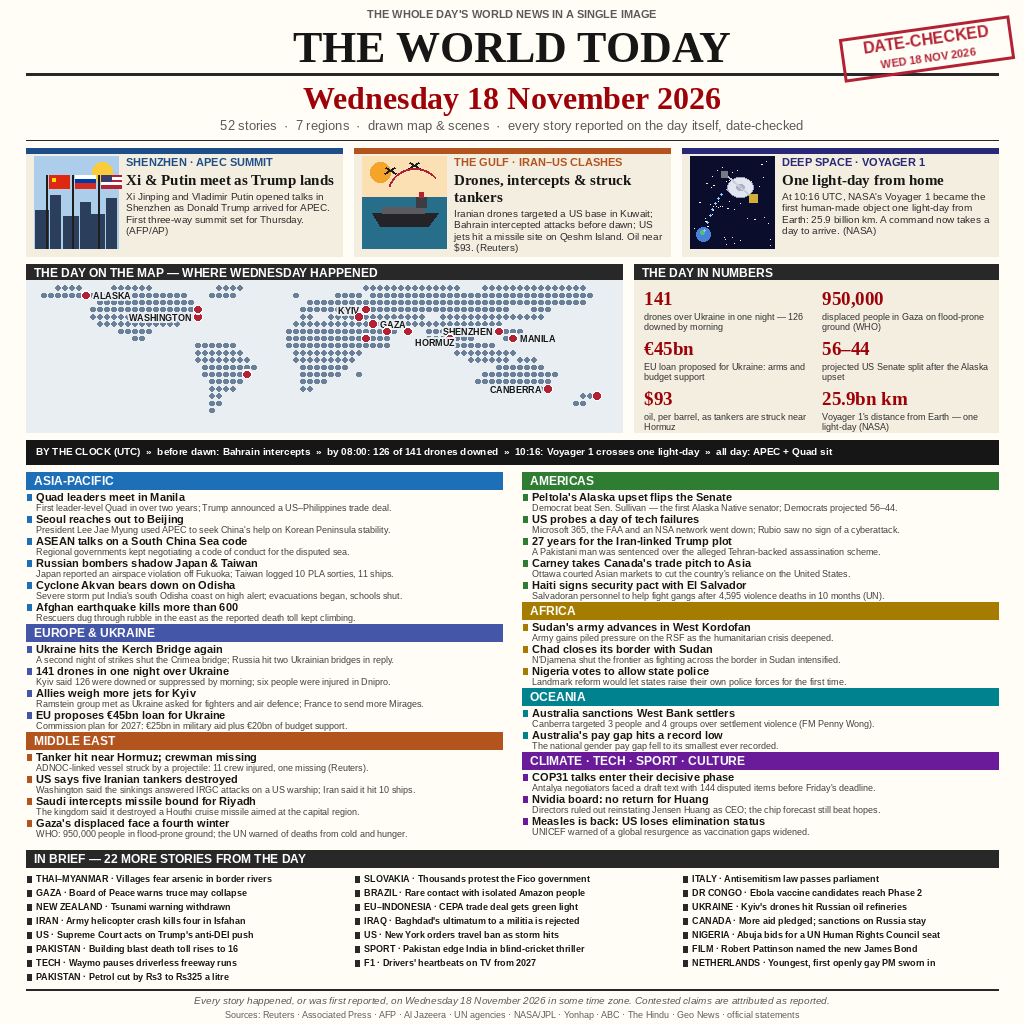 THE WHOLE DAY'S WORLD NEWS IN A SINGLE IMAGE
THE WORLD TODAY
DATE-CHECKED
WED 18 NOV 2026
Wednesday 18 November 2026
52 stories · 7 regions · drawn map & scenes · every story reported on the day itself, date-checked
SHENZHEN · APEC SUMMIT
Xi & Putin meet as Trump lands
Xi Jinping and Vladimir Putin opened talks in
Shenzhen as Donald Trump arrived for APEC.
First three-way summit set for Thursday.
(AFP/AP)
THE GULF · IRAN–US CLASHES
Drones, intercepts & struck
tankers
Iranian drones targeted a US base in Kuwait;
Bahrain intercepted attacks before dawn; US
jets hit a missile site on Qeshm Island. Oil near
$93. (Reuters)
DEEP SPACE · VOYAGER 1
One light-day from home
At 10:16 UTC, NASA's Voyager 1 became the
first human-made object one light-day from
Earth: 25.9 billion km. A command now takes a
day to arrive. (NASA)
THE DAY ON THE MAP — WHERE WEDNESDAY HAPPENED
ALASKA
WASHINGTON
KYIV
GAZA
SHENZHEN
HORMUZ
MANILA
CANBERRA
THE DAY IN NUMBERS
141
drones over Ukraine in one night — 126
downed by morning
950,000
displaced people in Gaza on flood-prone
ground (WHO)
€45bn
EU loan proposed for Ukraine: arms and
budget support
56–44
projected US Senate split after the Alaska
upset
$93
oil, per barrel, as tankers are struck near
Hormuz
25.9bn km
Voyager 1's distance from Earth — one
light-day (NASA)
BY THE CLOCK (UTC) » before dawn: Bahrain intercepts » by 08:00: 126 of 141 drones downed » 10:16: Voyager 1 crosses one light-day » all day: APEC + Quad sit
ASIA-PACIFIC
Quad leaders meet in Manila
First leader-level Quad in over two years; Trump announced a US–Philippines trade deal.
Seoul reaches out to Beijing
President Lee Jae Myung used APEC to seek China's help on Korean Peninsula stability.
ASEAN talks on a South China Sea code
Regional governments kept negotiating a code of conduct for the disputed sea.
Russian bombers shadow Japan & Taiwan
Japan reported an airspace violation off Fukuoka; Taiwan logged 10 PLA sorties, 11 ships.
Cyclone Akvan bears down on Odisha
Severe storm put India's south Odisha coast on high alert; evacuations began, schools shut.
Afghan earthquake kills more than 600
Rescuers dug through rubble in the east as the reported death toll kept climbing.
EUROPE & UKRAINE
Ukraine hits the Kerch Bridge again
A second night of strikes shut the Crimea bridge; Russia hit two Ukrainian bridges in reply.
141 drones in one night over Ukraine
Kyiv said 126 were downed or suppressed by morning; six people were injured in Dnipro.
Allies weigh more jets for Kyiv
Ramstein group met as Ukraine asked for fighters and air defence; France to send more Mirages.
EU proposes €45bn loan for Ukraine
Commission plan for 2027: €25bn in military aid plus €20bn of budget support.
MIDDLE EAST
Tanker hit near Hormuz; crewman missing
ADNOC-linked vessel struck by a projectile: 11 crew injured, one missing (Reuters).
US says five Iranian tankers destroyed
Washington said the sinkings answered IRGC attacks on a US warship; Iran said it hit 10 ships.
Saudi intercepts missile bound for Riyadh
The kingdom said it destroyed a Houthi cruise missile aimed at the capital region.
Gaza's displaced face a fourth winter
WHO: 950,000 people in flood-prone ground; the UN warned of deaths from cold and hunger.
AMERICAS
Peltola's Alaska upset flips the Senate
Democrat beat Sen. Sullivan — the first Alaska Native senator; Democrats projected 56–44.
US probes a day of tech failures
Microsoft 365, the FAA and an NSA network went down; Rubio saw no sign of a cyberattack.
27 years for the Iran-linked Trump plot
A Pakistani man was sentenced over the alleged Tehran-backed assassination scheme.
Carney takes Canada's trade pitch to Asia
Ottawa courted Asian markets to cut the country's reliance on the United States.
Haiti signs security pact with El Salvador
Salvadoran personnel to help fight gangs after 4,595 violence deaths in 10 months (UN).
AFRICA
Sudan's army advances in West Kordofan
Army gains piled pressure on the RSF as the humanitarian crisis deepened.
Chad closes its border with Sudan
N'Djamena shut the frontier as fighting across the border in Sudan intensified.
Nigeria votes to allow state police
Landmark reform would let states raise their own police forces for the first time.
OCEANIA
Australia sanctions West Bank settlers
Canberra targeted 3 people and 4 groups over settlement violence (FM Penny Wong).
Australia's pay gap hits a record low
The national gender pay gap fell to its smallest ever recorded.
CLIMATE · TECH · SPORT · CULTURE
COP31 talks enter their decisive phase
Antalya negotiators faced a draft text with 144 disputed items before Friday's deadline.
Nvidia board: no return for Huang
Directors ruled out reinstating Jensen Huang as CEO; the chip forecast still beat hopes.
Measles is back: US loses elimination status
UNICEF warned of a global resurgence as vaccination gaps widened.
IN BRIEF — 22 MORE STORIES FROM THE DAY
THAI–MYANMAR · Villages fear arsenic in border rivers
GAZA · Board of Peace warns truce may collapse
NEW ZEALAND · Tsunami warning withdrawn
IRAN · Army helicopter crash kills four in Isfahan
US · Supreme Court acts on Trump's anti-DEI push
PAKISTAN · Building blast death toll rises to 16
TECH · Waymo pauses driverless freeway runs
PAKISTAN · Petrol cut by Rs3 to Rs325 a litre
SLOVAKIA · Thousands protest the Fico government
BRAZIL · Rare contact with isolated Amazon people
EU–INDONESIA · CEPA trade deal gets green light
IRAQ · Baghdad's ultimatum to a militia is rejected
US · New York orders travel ban as storm hits
SPORT · Pakistan edge India in blind-cricket thriller
F1 · Drivers' heartbeats on TV from 2027
ITALY · Antisemitism law passes parliament
DR CONGO · Ebola vaccine candidates reach Phase 2
UKRAINE · Kyiv's drones hit Russian oil refineries
CANADA · More aid pledged; sanctions on Russia stay
NIGERIA · Abuja bids for a UN Human Rights Council seat
FILM · Robert Pattinson named the new James Bond
NETHERLANDS · Youngest, first openly gay PM sworn in
Every story happened, or was first reported, on Wednesday 18 November 2026 in some time zone. Contested claims are attributed as reported.
Sources: Reuters · Associated Press · AFP · Al Jazeera · UN agencies · NASA/JPL · Yonhap · ABC · The Hindu · Geo News · official statements